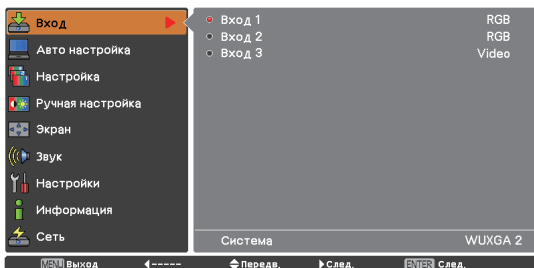 Вход
Авто настройка
Настройка
Ручная настройка
Экран
Звук
Настройки
Информация
Сеть
Вход 1 RGB
Вход 2 RGB
Вход 3 Video
Система WUXGA 2
MENU Выход ----- Передв. След. ENTER След.